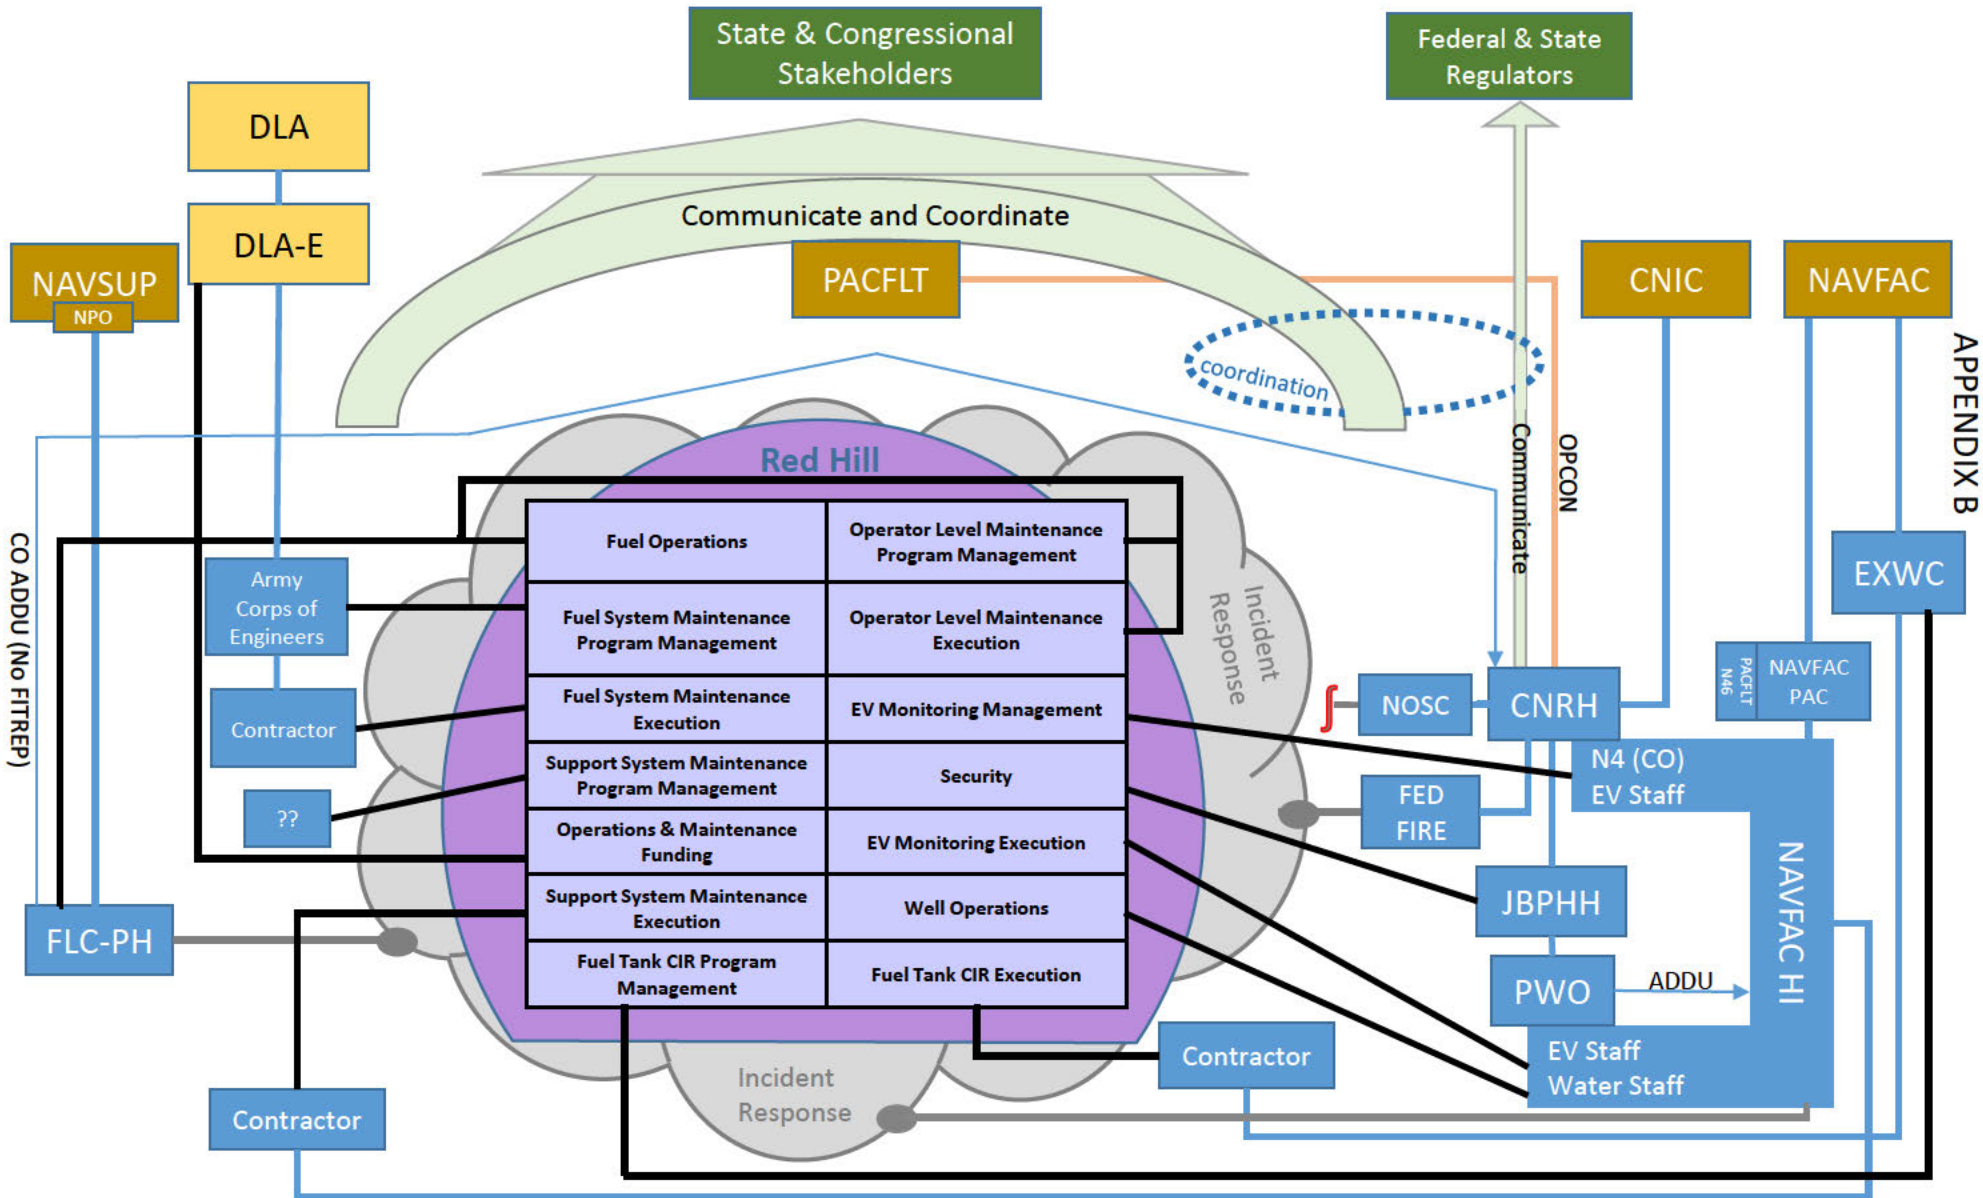 State & Congressional
Stakeholders
Federal & State
Regulators
DLA
DLA-E
NAVSUP
NPO
Communicate and Coordinate
PACFLT
CNIC
NAVFAC
APPENDIX B
coordination
Communicate
OPCON
CO ADDU (No FITREP)
Red Hill
Fuel Operations
Operator Level Maintenance
Program Management
Fuel System Maintenance
Program Management
Operator Level Maintenance
Execution
Fuel System Maintenance
Execution
EV Monitoring Management
Support System Maintenance
Program Management
Security
Operations & Maintenance
Funding
EV Monitoring Execution
Support System Maintenance
Execution
Well Operations
Fuel Tank CIR Program
Management
Fuel Tank CIR Execution
Army
Corps of
Engineers
Contractor
??
FLC-PH
Contractor
Incident
Response
Incident
Response
Contractor
EXWC
PACFLT
N46
NAVFAC
PAC
NOSC
CNRH
N4 (CO)
EV Staff
FED
FIRE
JBPHH
PWO
ADDU
NAVFAC HI
EV Staff
Water Staff